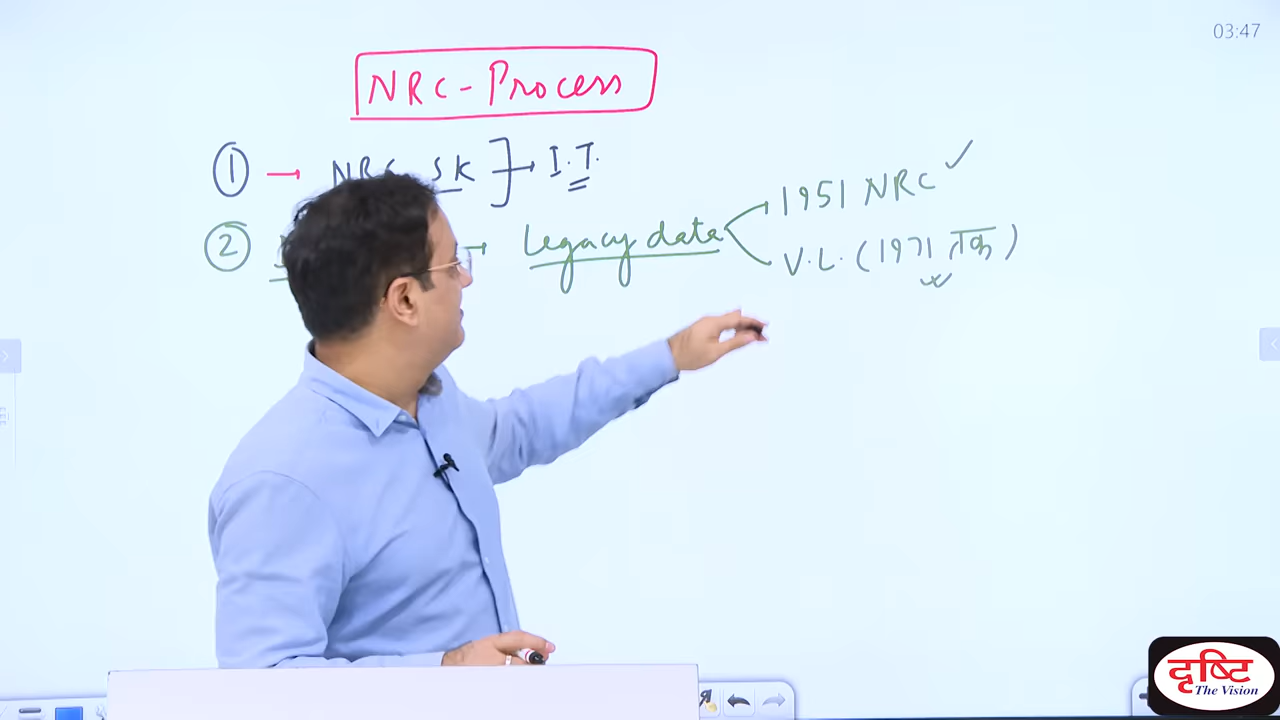 03:47
NRC - Process
① → NRC SK → I.T.
② → Legacy data
1951 NRC ✓
V.L. (1971 तक)
दृष्टि
The Vision